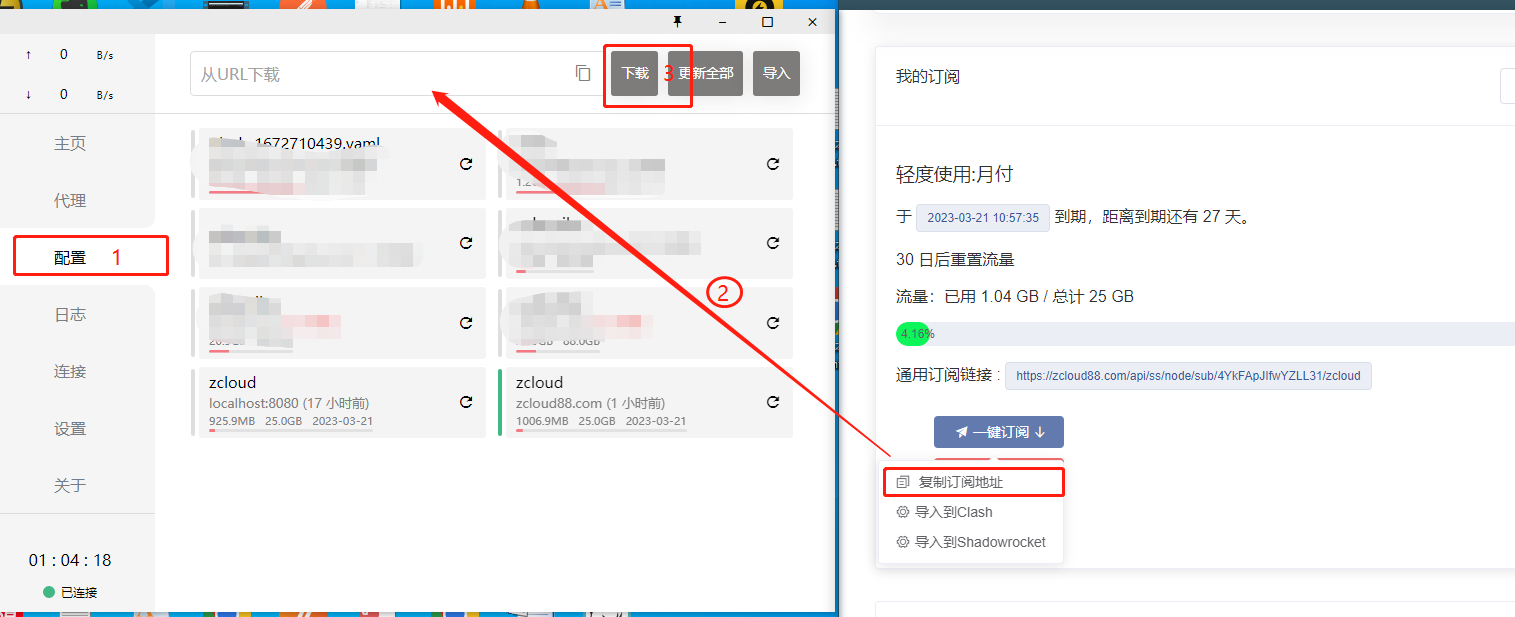 ↑ 0 B/s
↓ 0 B/s
主页
代理
配置 1
日志
连接
设置
关于
01 : 04 : 18
已连接
从URL下载
下载 3 更新全部 导入
1672710439.yaml
zcloud
localhost:8080 (17 小时前)
925.9MB 25.0GB 2023-03-21
zcloud
zcloud88.com (1 小时前)
1006.9MB 25.0GB 2023-03-21
2
我的订阅
轻度使用:月付
于 2023-03-21 10:57:35 到期，距离到期还有 27 天。
30 日后重置流量
流量：已用 1.04 GB / 总计 25 GB
4.16%
通用订阅链接 : https://zcloud88.com/api/ss/node/sub/4YkFApJlfwYZLL31/zcloud
一键订阅 ↓
复制订阅地址
导入到Clash
导入到Shadowrocket